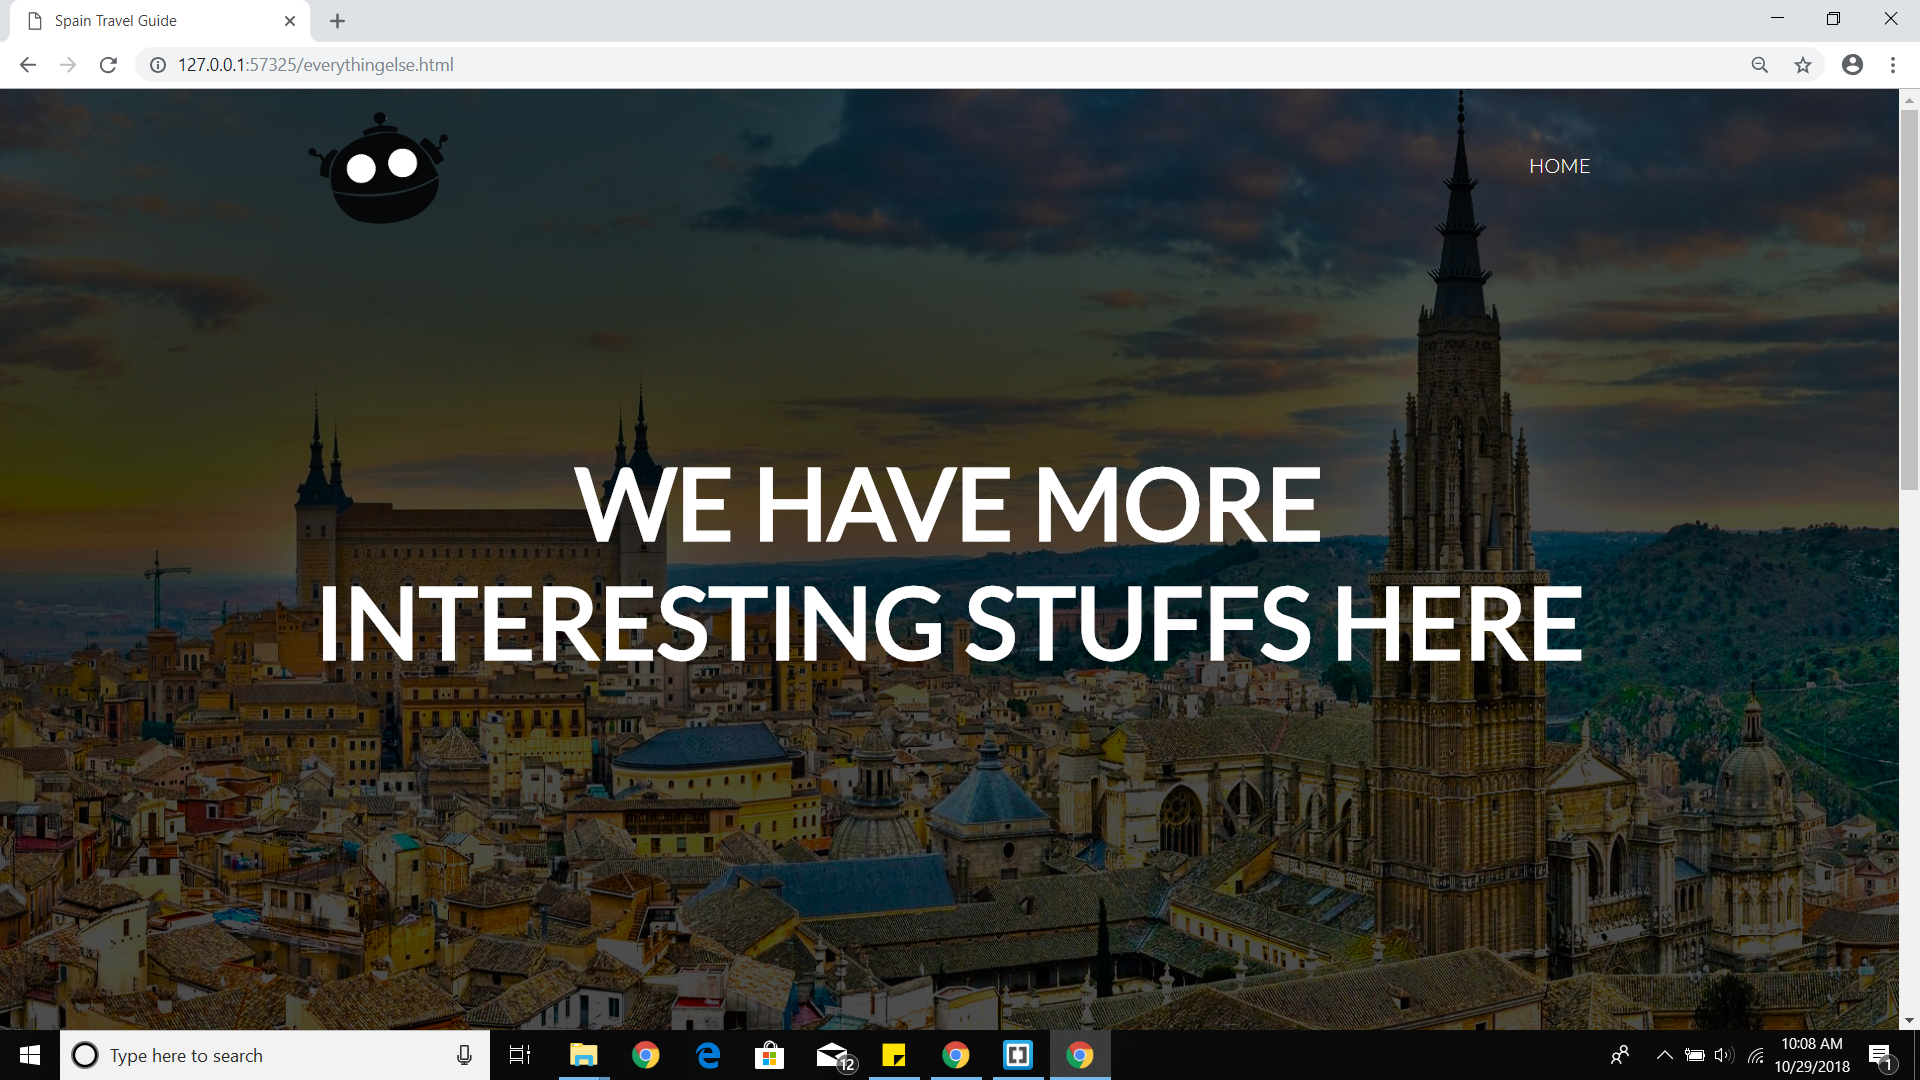 Spain Travel Guide
127.0.0.1:57325/everythingelse.html
HOME
WE HAVE MORE
INTERESTING STUFFS HERE
Type here to search
12
10:08 AM
10/29/2018
1